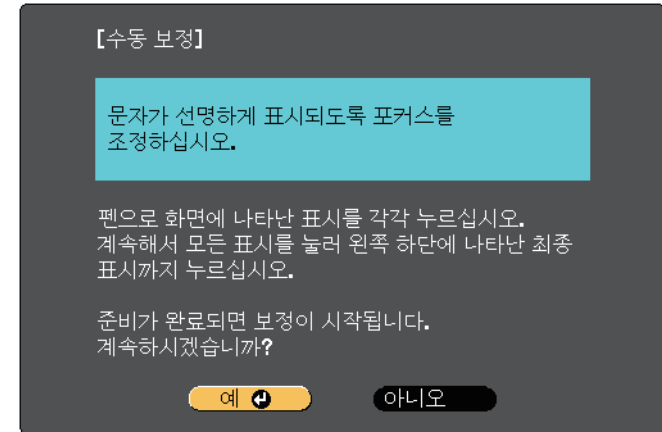 [수동 보정]
문자가 선명하게 표시되도록 포커스를
조정하십시오.
펜으로 화면에 나타난 표시를 각각 누르십시오.
계속해서 모든 표시를 눌러 왼쪽 하단에 나타난 최종
표시까지 누르십시오.
준비가 완료되면 보정이 시작됩니다.
계속하시겠습니까?
예 아니오